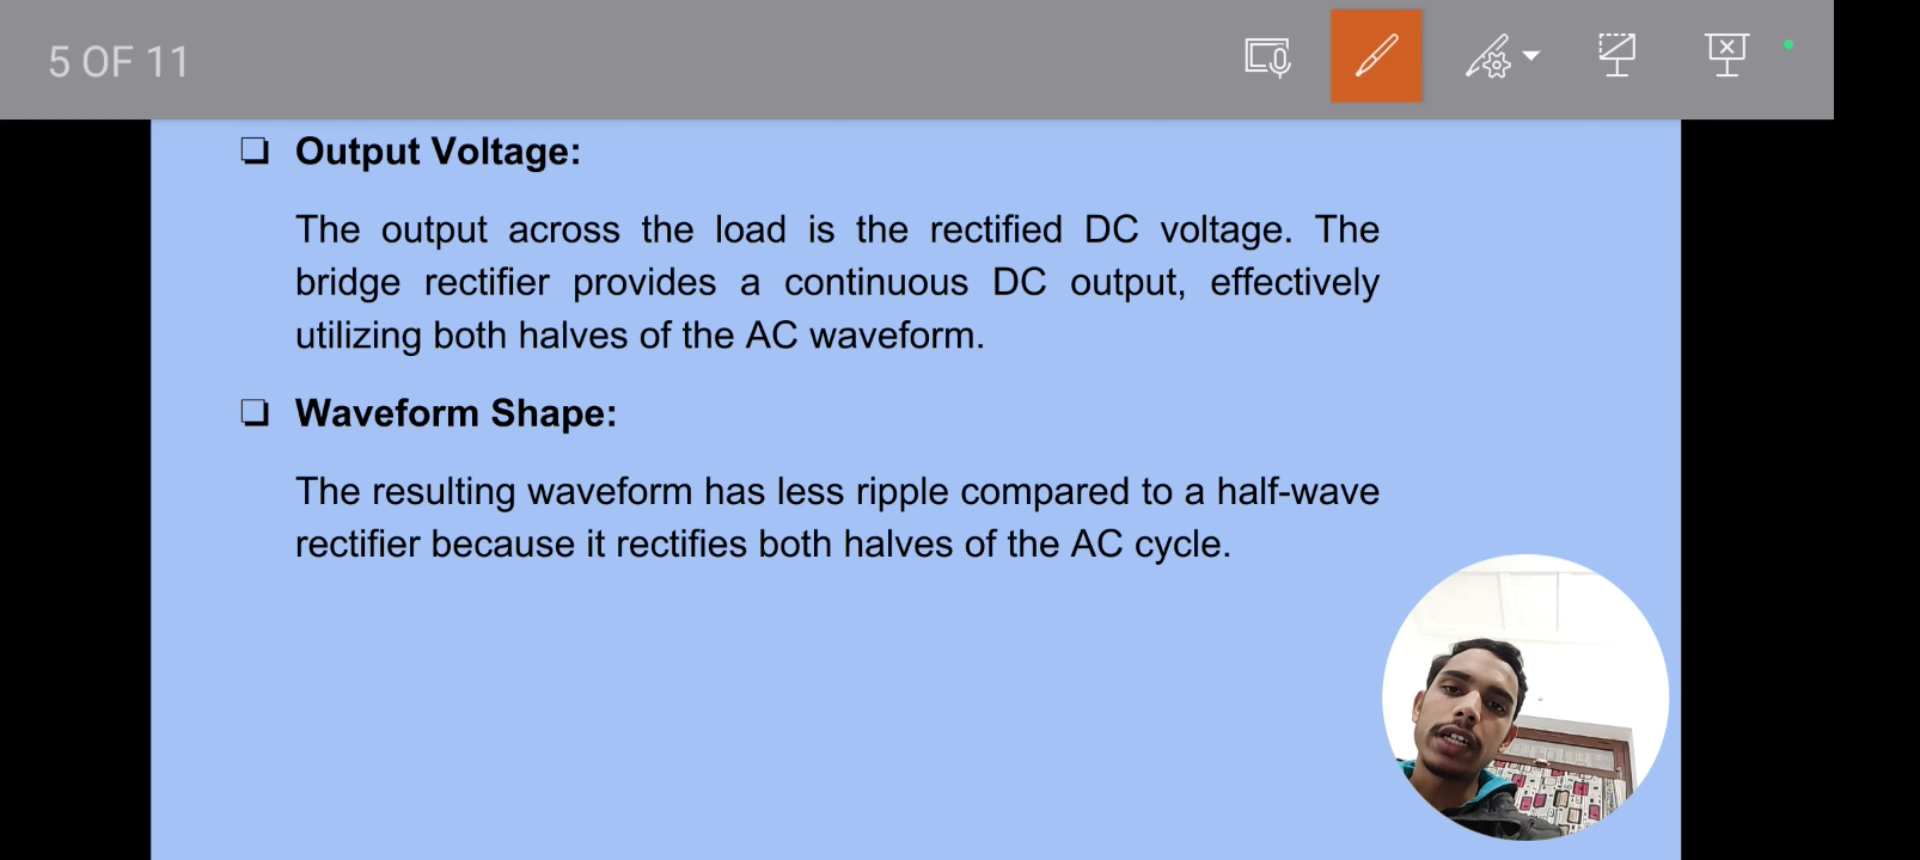 5 OF 11
Output Voltage:
The output across the load is the rectified DC voltage. The
bridge rectifier provides a continuous DC output, effectively
utilizing both halves of the AC waveform.
Waveform Shape:
The resulting waveform has less ripple compared to a half-wave
rectifier because it rectifies both halves of the AC cycle.